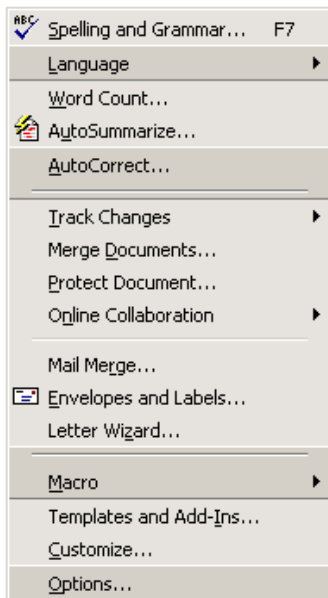 ABC
Spelling and Grammar... F7
Language
Word Count...
AutoSummarize...
AutoCorrect...
Track Changes
Merge Documents...
Protect Document...
Online Collaboration
Mail Merge...
Envelopes and Labels...
Letter Wizard...
Macro
Templates and Add-Ins...
Customize...
Options...